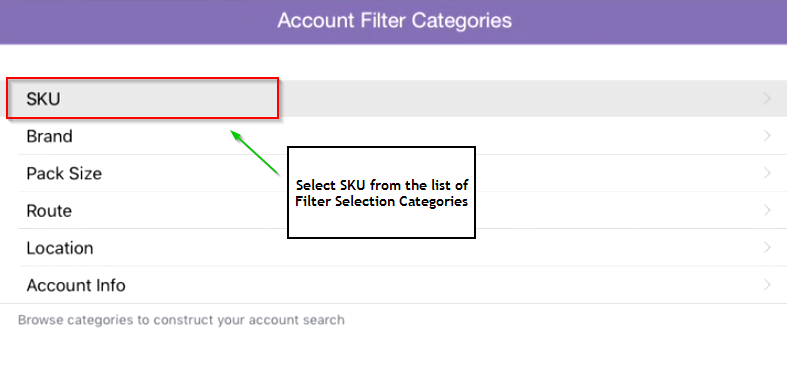 Account Filter Categories
SKU
Brand
Select SKU from the list of
Filter Selection Categories
Pack Size
Route
Location
Account Info
Browse categories to construct your account search